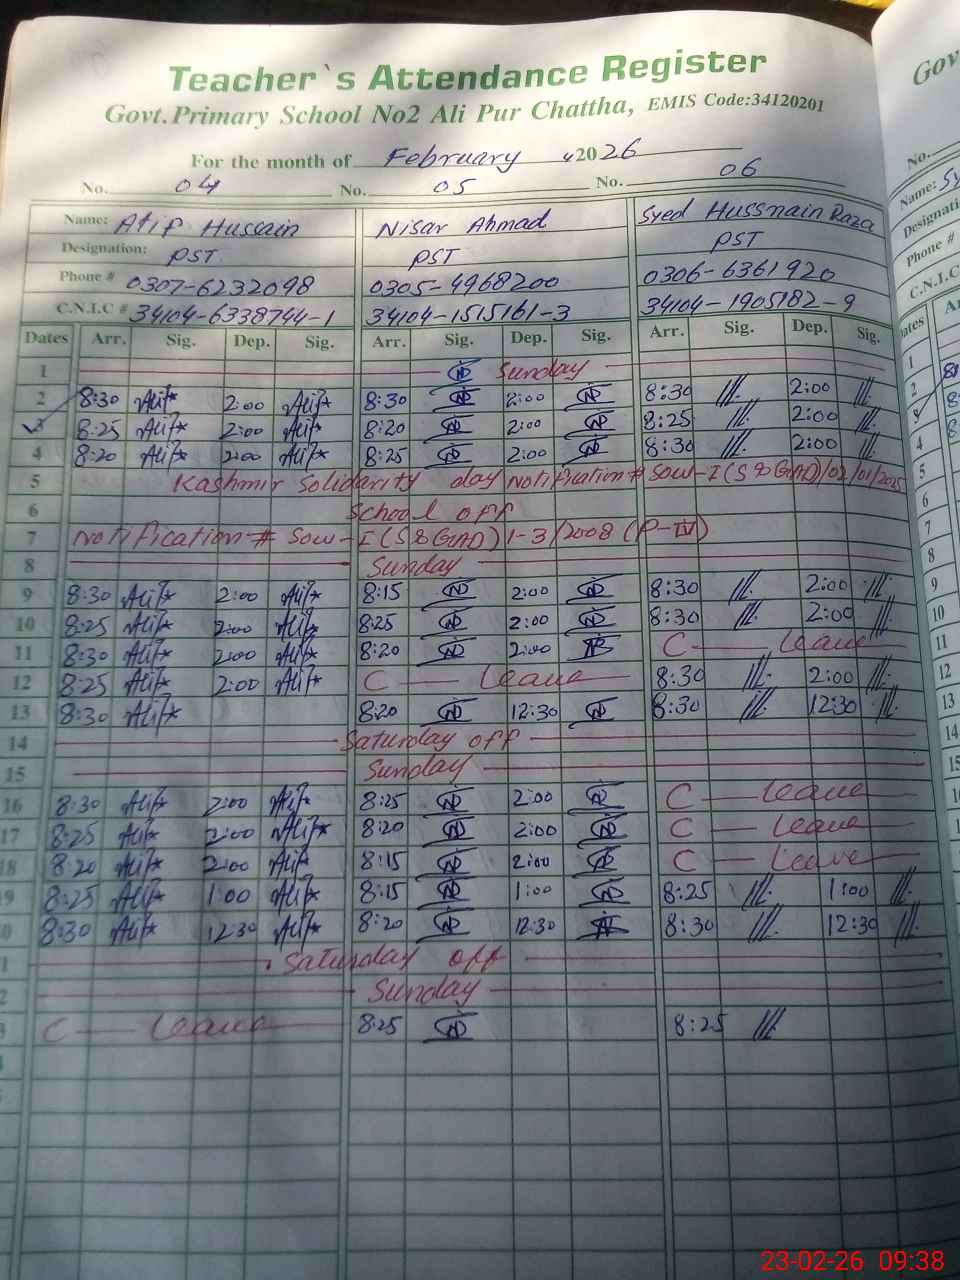 Teacher`s Attendance Register
Govt.Primary School No2 Ali Pur Chattha, EMIS Code:34120201
For the month of February 2026
No. 04 No. 05 No. 06
Name: Atif Hussain Nisar Ahmad Syed Hussnain Raza
Designation: PST PST PST
Phone # 0307-6232098 0305-4968200 0306-6361920
C.N.I.C # 34104-6338744-1 34104-1515161-3 34104-1905182-9
Dates Arr. Sig. Dep. Sig. Arr. Sig. Dep. Sig. Arr. Sig. Dep. Sig.
1 Sunday
2 8:30 Atif 2:00 Atif 8:30 2:00 8:30 2:00
3 8:25 Atif 2:00 Atif 8:20 2:00 8:25 2:00
4 8:20 Atif 2:00 Atif 8:25 2:00 8:30 2:00
5 Kashmir Solidarity day Notification # SOW-I(S&GAD)/02/01/2025
6 School off
7 Notification # SOW-I(S&GAD)1-3/2008(P-IV)
8 Sunday
9 8:30 Atif 2:00 Atif 8:15 2:00 8:30 2:00
10 8:25 Atif 2:00 Atif 8:25 2:00 8:30 2:00
11 8:30 Atif 2:00 Atif 8:20 2:00 C Leave
12 8:25 Atif 2:00 Atif C Leave 8:30 2:00
13 8:30 Atif 8:20 12:30 8:30 12:30
14 Saturday off
15 Sunday
16 8:30 Atif 2:00 Atif 8:25 2:00 C Leave
17 8:25 Atif 2:00 Atif 8:20 2:00 C Leave
18 8:20 Atif 2:00 Atif 8:15 2:00 C Leave
9 8:25 Atif 1:00 Atif 8:15 1:00 8:25 1:00
0 8:30 Atif 12:30 Atif 8:20 12:30 8:30 12:30
1 Saturday off
2 Sunday
3 C Leave 8:25 8:25
23-02-26 09:38